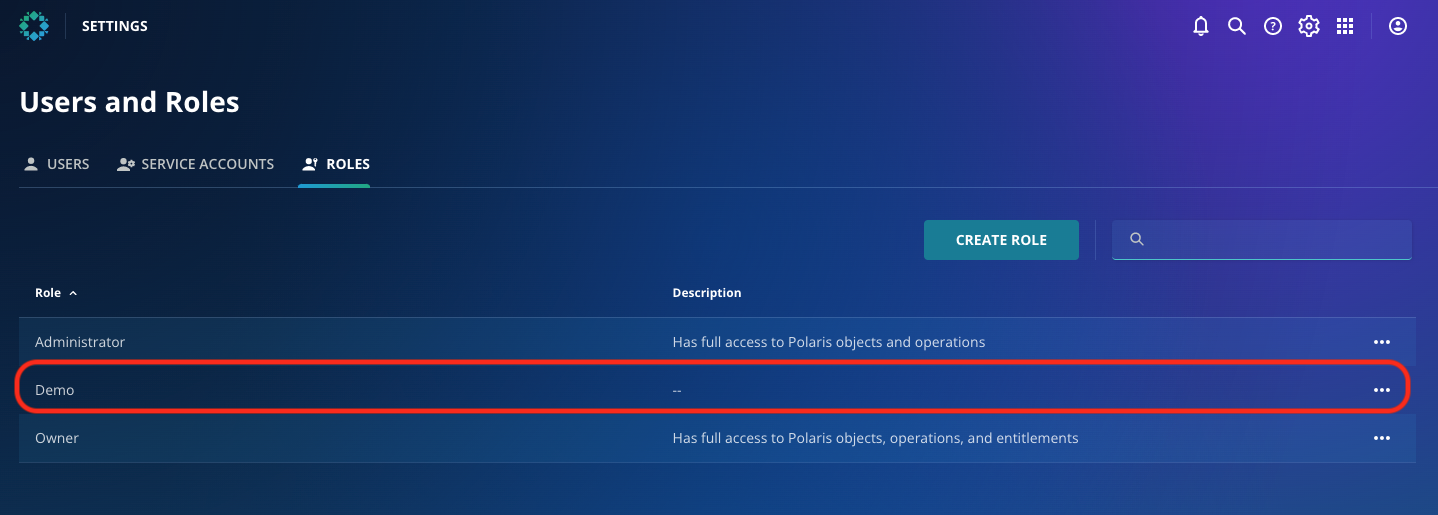 SETTINGS
Users and Roles
USERS SERVICE ACCOUNTS ROLES
CREATE ROLE
Role Description
Administrator Has full access to Polaris objects and operations
Demo --
Owner Has full access to Polaris objects, operations, and entitlements